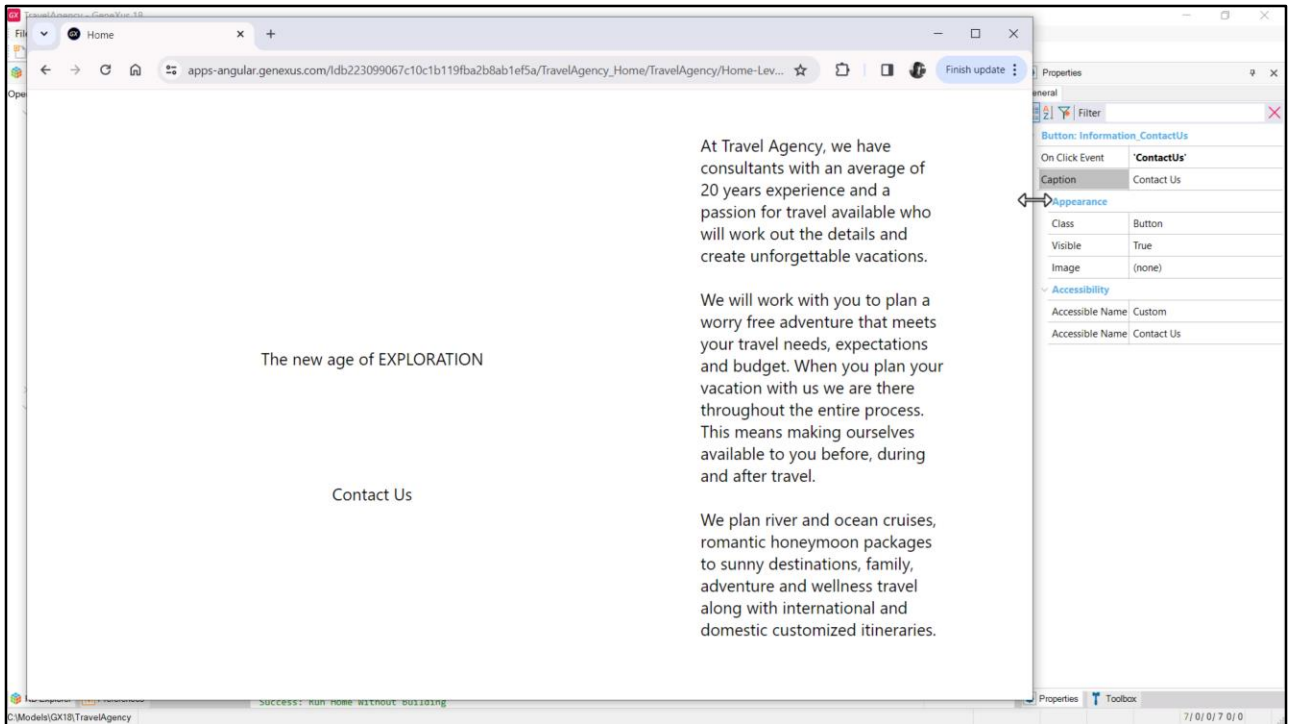 TravelAgency - GeneXus 18
Home
apps-angular.genexus.com/Idb223099067c10c1b119fba2b8ab1ef5a/TravelAgency_Home/TravelAgency/Home-Lev...
Finish update
At Travel Agency, we have
consultants with an average of
20 years experience and a
passion for travel available who
will work out the details and
create unforgettable vacations.
We will work with you to plan a
worry free adventure that meets
your travel needs, expectations
and budget. When you plan your
vacation with us we are there
throughout the entire process.
This means making ourselves
available to you before, during
and after travel.
We plan river and ocean cruises,
romantic honeymoon packages
to sunny destinations, family,
adventure and wellness travel
along with international and
domestic customized itineraries.
The new age of EXPLORATION
Contact Us
Properties
General
Filter
Button: Information_ContactUs
On Click Event 'ContactUs'
Caption Contact Us
Appearance
Class Button
Visible True
Image (none)
Accessibility
Accessible Name Custom
Accessible Name Contact Us
Success: Run Home Without Building
Properties Toolbox
C:\Models\GX18\TravelAgency
7/0/0/7 0/0